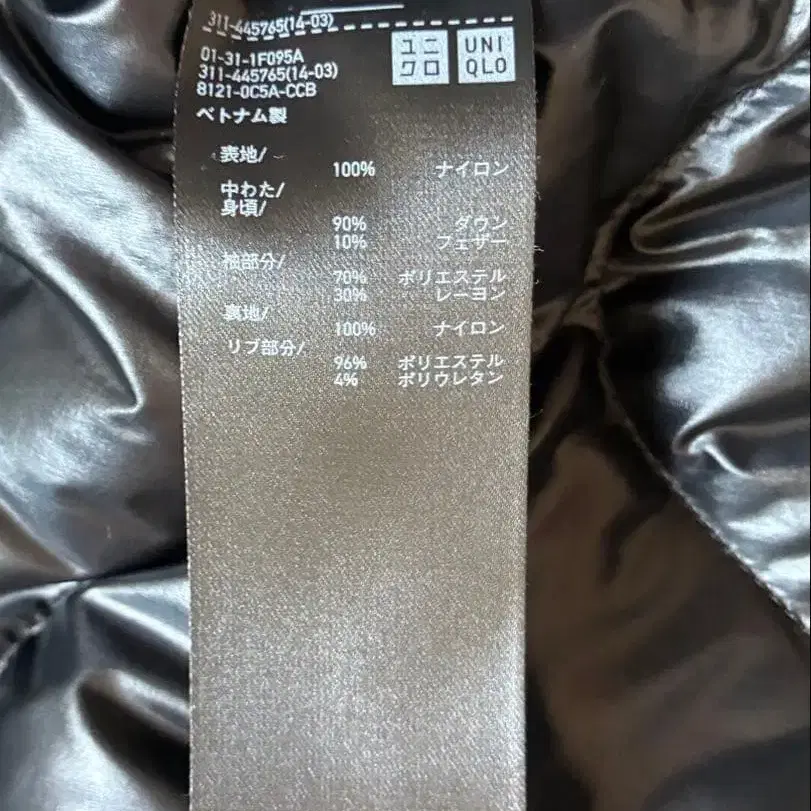 311-445765(14-03)
ユニクロ UNIQLO
01-31-1F095A
311-445765(14-03)
8121-0C5A-CCB
ベトナム製
表地/
100% ナイロン
中わた/
身頃/
90% ダウン
10% フェザー
袖部分/
70% ポリエステル
30% レーヨン
裏地/
100% ナイロン
リブ部分/
96% ポリエステル
4% ポリウレタン